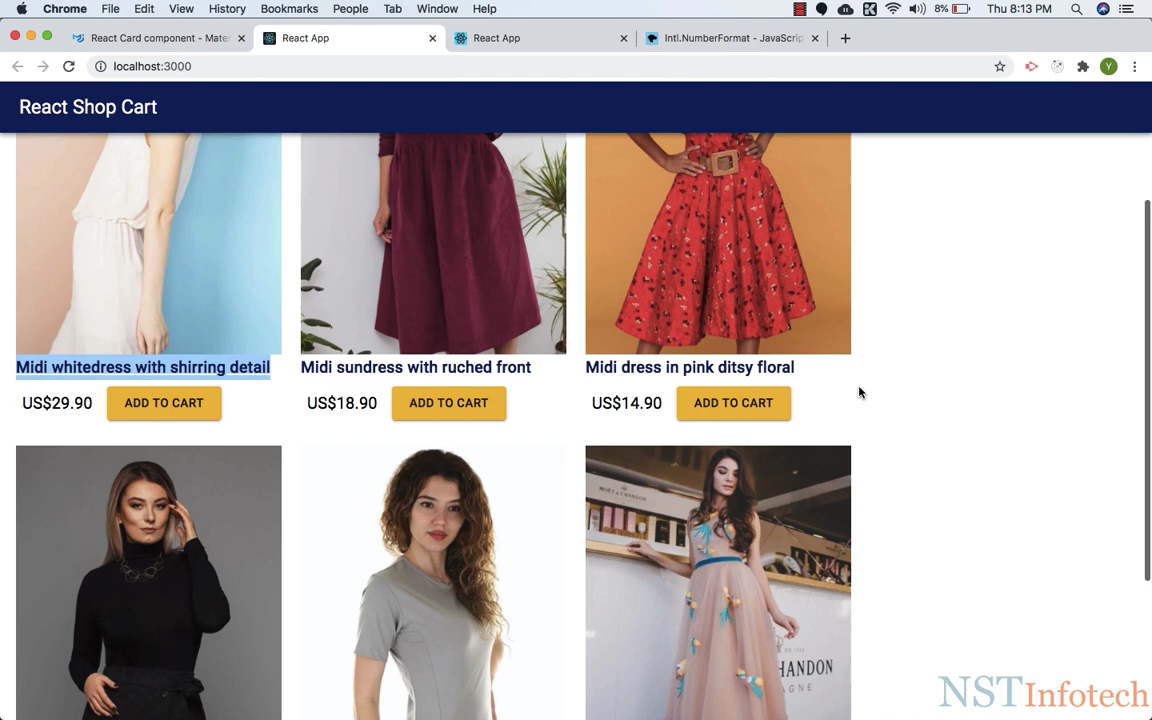 Chrome File Edit View History Bookmarks People Tab Window Help 8% Thu 8:13 PM
React Card component - Mate React App React App Intl.NumberFormat - JavaScrip
localhost:3000 Y
React Shop Cart
Midi whitedress with shirring detail Midi sundress with ruched front Midi dress in pink ditsy floral
US$29.90 ADD TO CART US$18.90 ADD TO CART US$14.90 ADD TO CART
MOËT & CHANDON
HANDON
AGNE
NSTInfotech